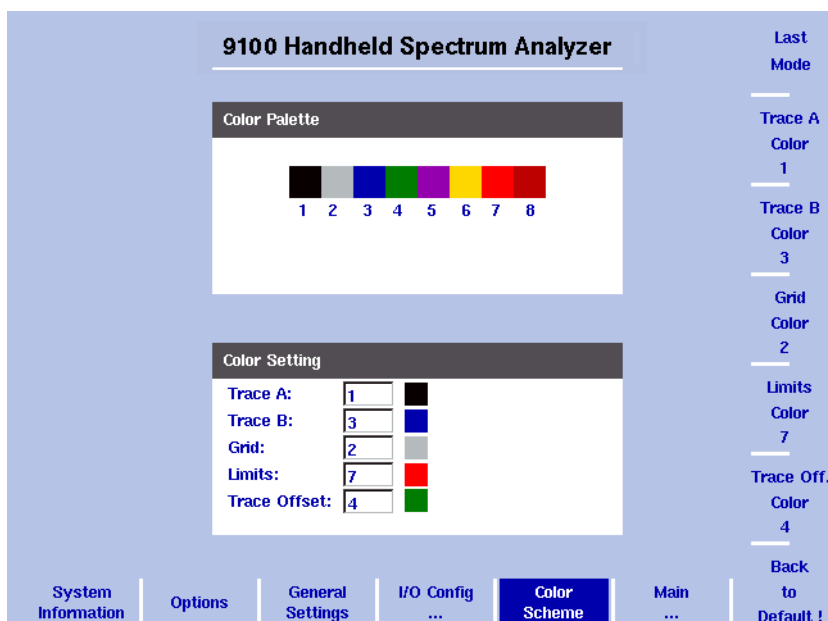 9100 Handheld Spectrum Analyzer
Color Palette
1 2 3 4 5 6 7 8
Color Setting
Trace A: 1
Trace B: 3
Grid: 2
Limits: 7
Trace Offset: 4
Last
Mode
Trace A
Color
1
Trace B
Color
3
Grid
Color
2
Limits
Color
7
Trace Off.
Color
4
Back
to
Default !
System
Information
Options
General
Settings
I/O Config
...
Color
Scheme
Main
...